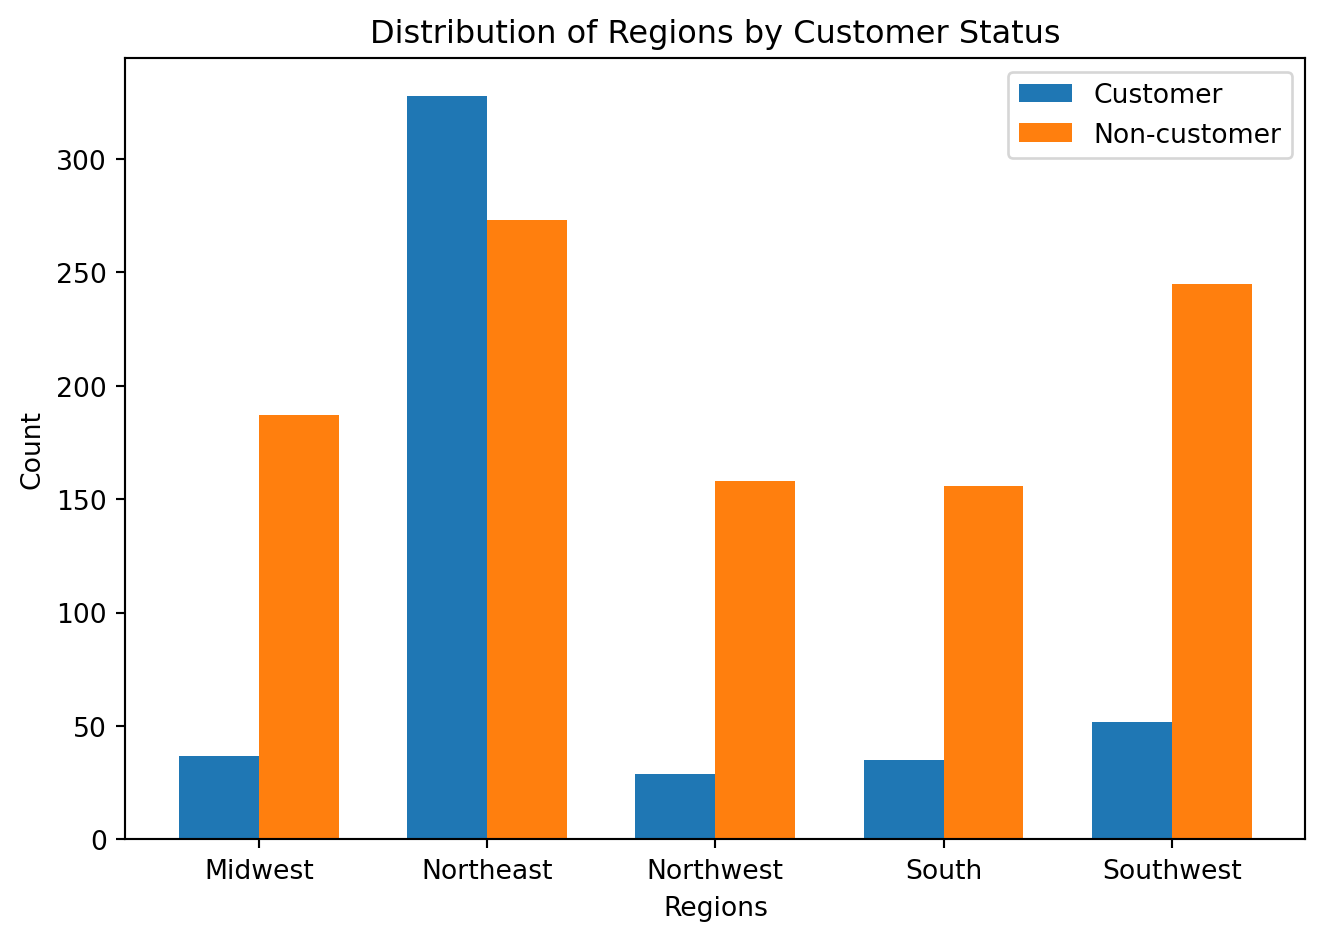 Distribution of Regions by Customer Status
Customer
Non-customer
300
250
200
150
100
50
0
Count
Midwest Northeast Northwest South Southwest
Regions